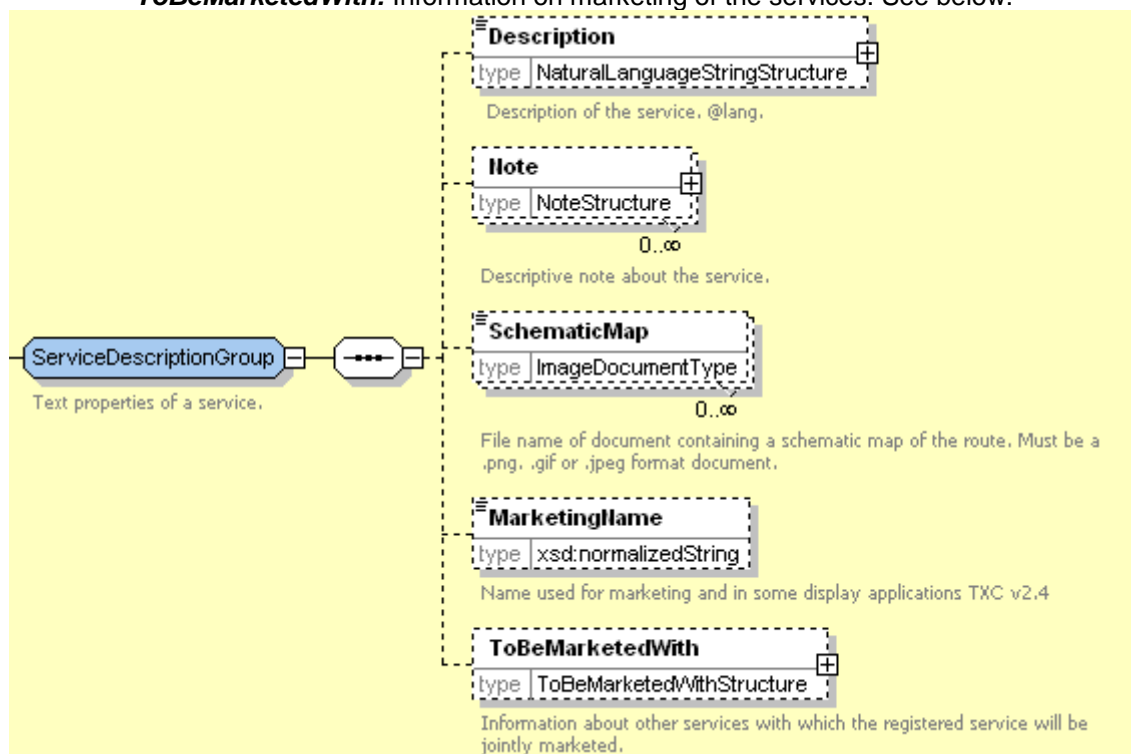 ToBeMarketedWith: Information on marketing of the services. See below.
Description
type NaturalLanguageStringStructure
Description of the service. @lang.
Note
type NoteStructure
0..∞
Descriptive note about the service.
SchematicMap
type ImageDocumentType
0..∞
ServiceDescriptionGroup
Text properties of a service.
File name of document containing a schematic map of the route. Must be a
.png. .gif or .jpeg format document.
MarketingName
type xsd:normalizedString
Name used for marketing and in some display applications TXC v2.4
ToBeMarketedWith
type ToBeMarketedWithStructure
Information about other services with which the registered service will be
jointly marketed.